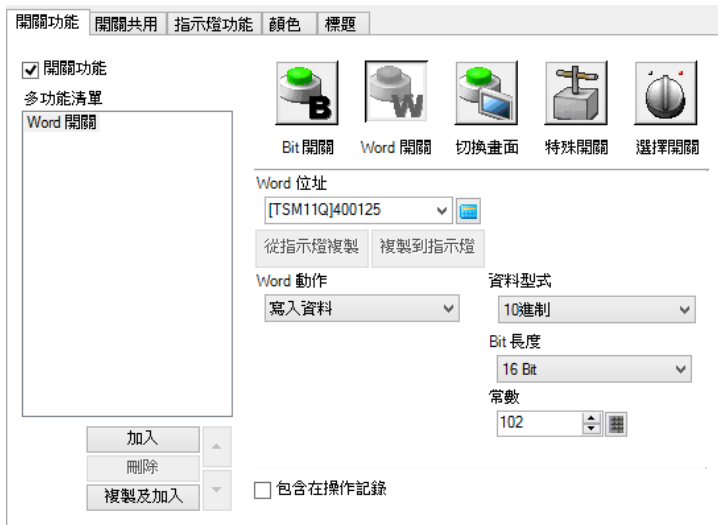 開關功能 開關共用 指示燈功能 顏色 標題
開關功能
多功能清單
Word 開關
B W
Bit 開關 Word 開關 切換畫面 特殊開關 選擇開關
Word 位址
[TSM11Q]400125
從指示燈複製 複製到指示燈
Word 動作 資料型式
寫入資料 10進制
Bit 長度
16 Bit
常數
102
加入
刪除
複製及加入
包含在操作記錄